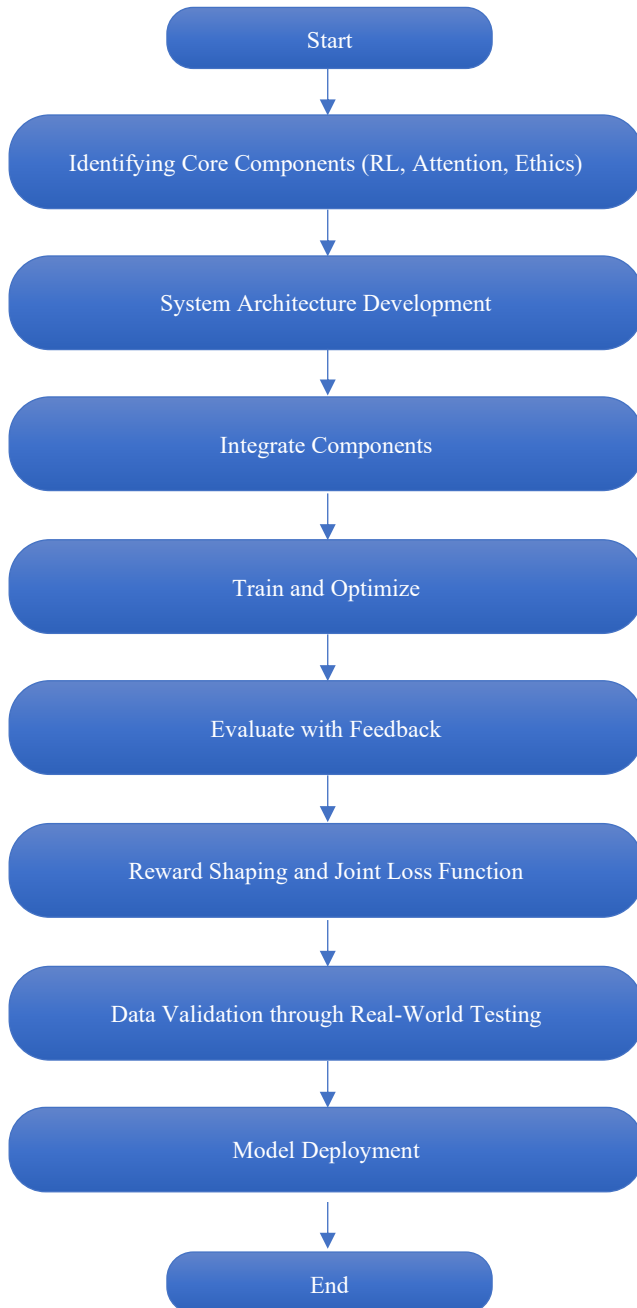 Start
Identifying Core Components (RL, Attention, Ethics)
System Architecture Development
Integrate Components
Train and Optimize
Evaluate with Feedback
Reward Shaping and Joint Loss Function
Data Validation through Real-World Testing
Model Deployment
End